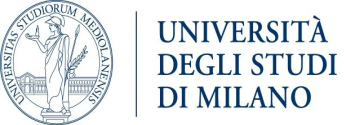 UNIVERSITAS STUDIORUM MEDIOLANENSIS
UNIVERSITÀ
DEGLI STUDI
DI MILANO